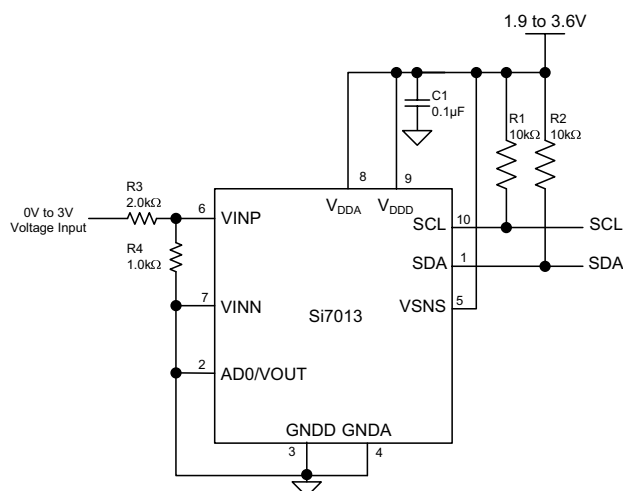 1.9 to 3.6V
C1
0.1µF
R1
10kΩ
R2
10kΩ
8
9
R3
2.0kΩ
0V to 3V
Voltage Input
6
VINP
VDDA
VDDD
SCL
10
SCL
R4
1.0kΩ
SDA
1
SDA
7
VINN
VSNS
5
Si7013
2
AD0/VOUT
GNDD
GNDA
3
4